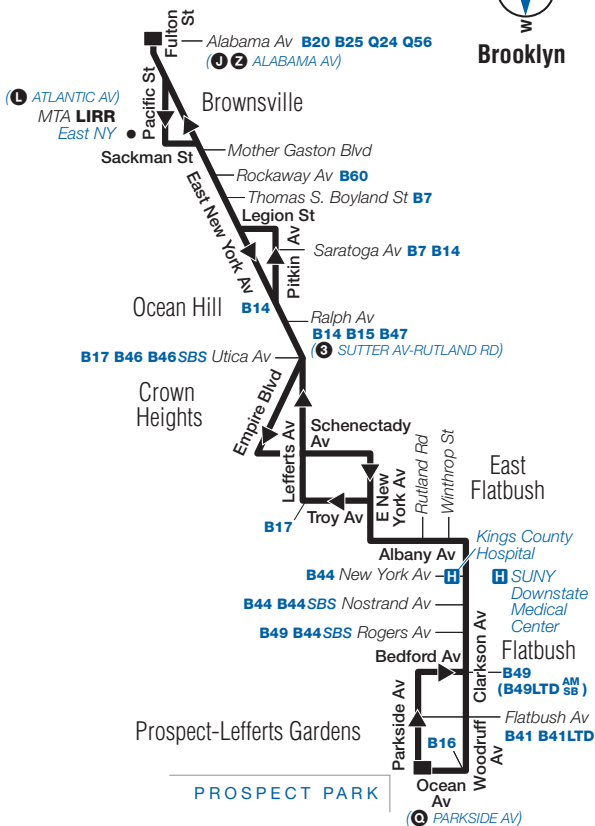 W
Brooklyn
Fulton
St
Alabama Av B20 B25 Q24 Q56
(J Z ALABAMA AV)
(L ATLANTIC AV)
MTA LIRR
East NY
Pacific St
Brownsville
Sackman St
Mother Gaston Blvd
Rockaway Av B60
Thomas S. Boyland St B7
East New York Av
Legion St
Pitkin Av
Saratoga Av B7 B14
Ocean Hill
B14
Ralph Av
B14 B15 B47
(3 SUTTER AV-RUTLAND RD)
B17 B46 B46SBS Utica Av
Crown
Heights
Empire Blvd
Lefferts Av
Schenectady
Av
E New
York Av
Rutland Rd
Winthrop St
East
Flatbush
B17
Troy Av
Albany Av
Kings County
Hospital
B44 New York Av
H
H SUNY
Downstate
Medical
Center
B44 B44SBS Nostrand Av
B49 B44SBS Rogers Av
Clarkson Av
Flatbush
Bedford Av
B49
(B49LTD AM SB)
Parkside Av
Flatbush Av
B41 B41LTD
Prospect-Lefferts Gardens
B16
Woodruff
Av
PROSPECT PARK
Ocean
Av
(Q PARKSIDE AV)